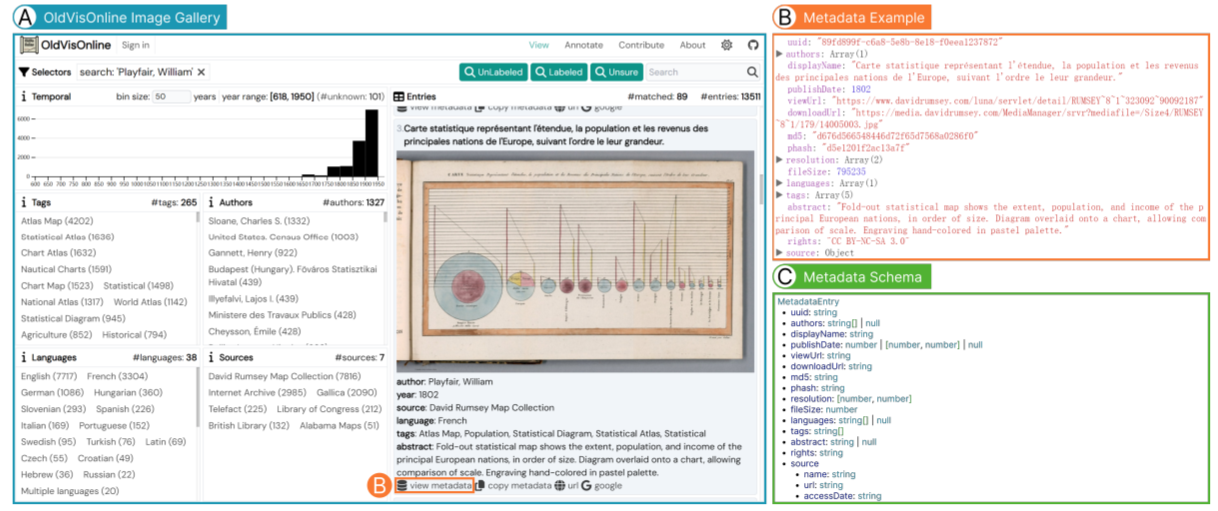 A OldVisOnline Image Gallery
OldVisOnline Sign in View Annotate Contribute About
Selectors search: 'Playfair, William' ✕ UnLabeled Labeled Unsure Search
i Temporal bin size: 50 years year range: [618, 1950] (#unknown: 101)
6000
4000
2000
0
600 650 700 750 800 850 900 950 1000 1050 1100 1150 1200 1250 1300 1350 1400 1450 1500 1550 1600 1650 1700 1750 1800 1850 1900 1950
i Tags #tags: 265
Atlas Map (4202)
Statistical Atlas (1636)
Chart Atlas (1632)
Nautical Charts (1591)
Chart Map (1523) Statistical (1498)
National Atlas (1317) World Atlas (1142)
Statistical Diagram (945)
Agriculture (852) Historical (794)
i Authors #authors: 1327
Sloane, Charles S. (1332)
United States. Census Office (1003)
Gannett, Henry (922)
Budapest (Hungary). Főváros Statisztikai
Hivatal (439)
Illyefalvi, Lajos I. (439)
Ministere des Travaux Publics (428)
Cheysson, Émile (428)
i Languages #languages: 38
English (7717) French (3304)
German (1086) Hungarian (360)
Slovenian (293) Spanish (226)
Italian (169) Portuguese (152)
Swedish (95) Turkish (76) Latin (69)
Czech (55) Croatian (49)
Hebrew (36) Russian (22)
Multiple languages (20)
i Sources #sources: 7
David Rumsey Map Collection (7816)
Internet Archive (2985) Gallica (2090)
Telefact (225) Library of Congress (212)
British Library (132) Alabama Maps (51)
Entries #matched: 89 #entries: 13511
view metadata copy metadata url google
3. Carte statistique représentant l'étendue, la population et les revenus des
principales nations de l'Europe, suivant l'ordre le leur grandeur.
author: Playfair, William
year: 1802
source: David Rumsey Map Collection
language: French
tags: Atlas Map, Population, Statistical Diagram, Statistical Atlas, Statistical
abstract: Fold-out statistical map shows the extent, population, and income of the
principal European nations, in order of size. Diagram overlaid onto a chart, allowing
comparison of scale. Engraving hand-colored in pastel palette.
B view metadata copy metadata url google
B Metadata Example
uuid: "89fd899f-c6a8-5e8b-8e18-f0eea1237872"
authors: Array(1)
displayName: "Carte statistique représentant l'étendue, la population et les revenus
des principales nations de l'Europe, suivant l'ordre le leur grandeur."
publishDate: 1802
viewUrl: "https://www.davidrumsey.com/luna/servlet/detail/RUMSEY~8~1~323092~90092187"
downloadUrl: "https://media.davidrumsey.com/MediaManager/srvr?mediafile=/Size4/RUMSEY
~8~1/179/14005003.jpg"
md5: "d676d566548446d72f65d7568a0286f0"
phash: "d5e1201f2ac13a7f"
resolution: Array(2)
fileSize: 795235
languages: Array(1)
tags: Array(5)
abstract: "Fold-out statistical map shows the extent, population, and income of the p
rincipal European nations, in order of size. Diagram overlaid onto a chart, allowing com
parison of scale. Engraving hand-colored in pastel palette."
rights: "CC BY-NC-SA 3.0"
source: Object
C Metadata Schema
MetadataEntry
• uuid: string
• authors: string[] | null
• displayName: string
• publishDate: number | [number, number] | null
• viewUrl: string
• downloadUrl: string
• md5: string
• phash: string
• resolution: [number, number]
• fileSize: number
• languages: string[] | null
• tags: string[]
• abstract: string | null
• rights: string
• source
• name: string
• url: string
• accessDate: string